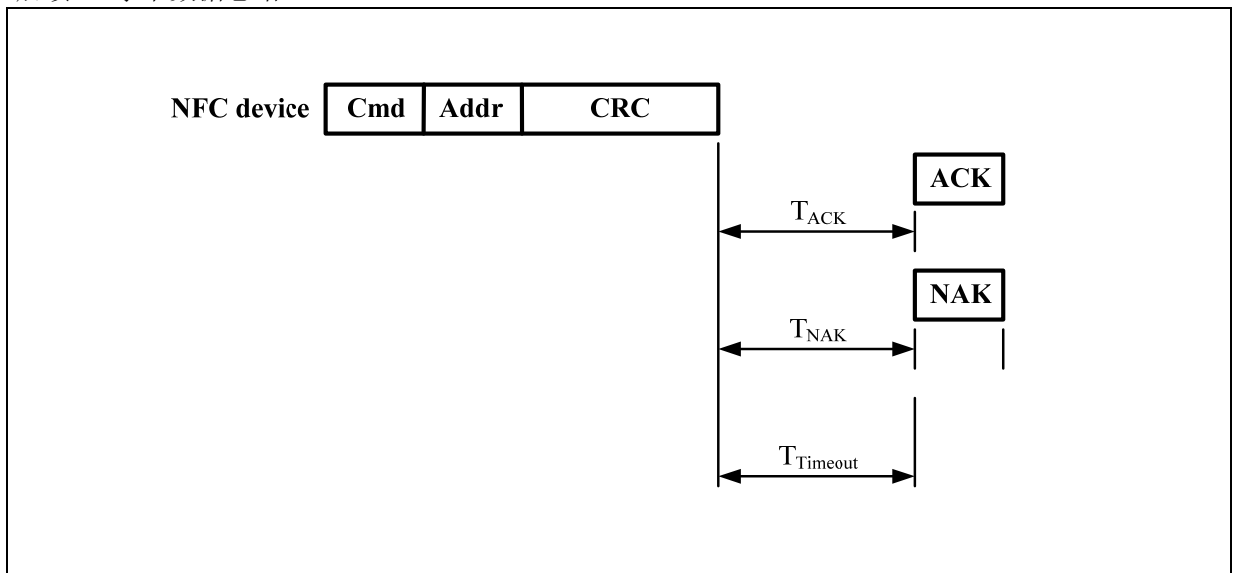 NFC device Cmd Addr CRC
ACK
TACK
NAK
TNAK
TTimeout